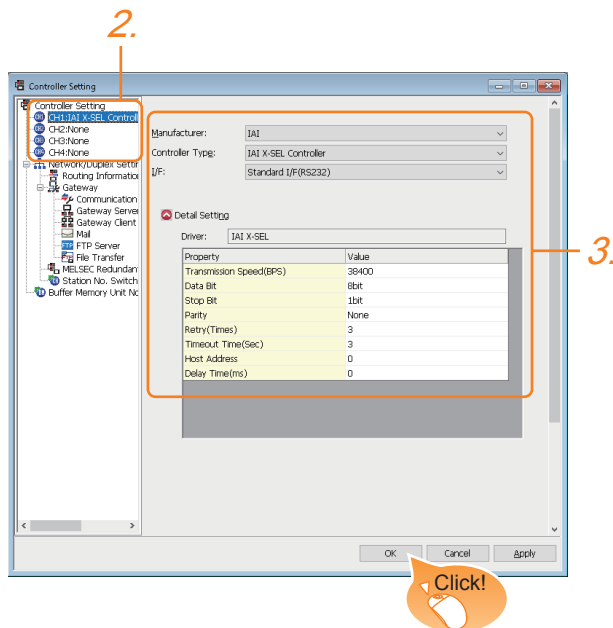 2.
Controller Setting
Controller Setting
CH1:IAI X-SEL Control
CH2:None
CH3:None
CH4:None
Network/Duplex Settin
Routing Information
Gateway
Communication
Gateway Server
Gateway Client
Mail
FTP Server
File Transfer
MELSEC Redundan
Station No. Switch
Buffer Memory Unit No
Manufacturer: IAI
Controller Type: IAI X-SEL Controller
I/F: Standard I/F(RS232)
Detail Setting
Driver: IAI X-SEL
Property Value
Transmission Speed(BPS) 38400
Data Bit 8bit
Stop Bit 1bit
Parity None
Retry(Times) 3
Timeout Time(Sec) 3
Host Address 0
Delay Time(ms) 0
3.
OK Cancel Apply
Click!